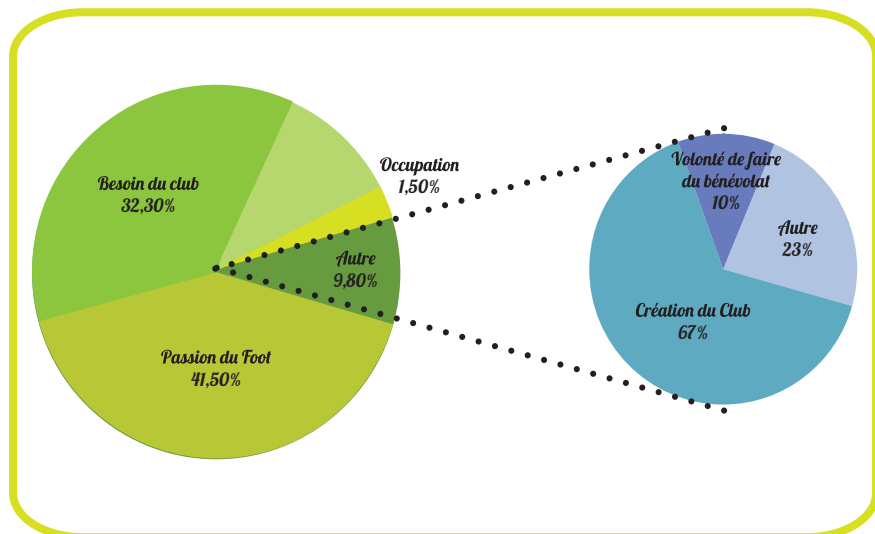 Besoin du club
32,30%
Occupation
1,50%
Autre
9,80%
Passion du Foot
41,50%
Volonté de faire
du bénévolat
10%
Autre
23%
Création du Club
67%